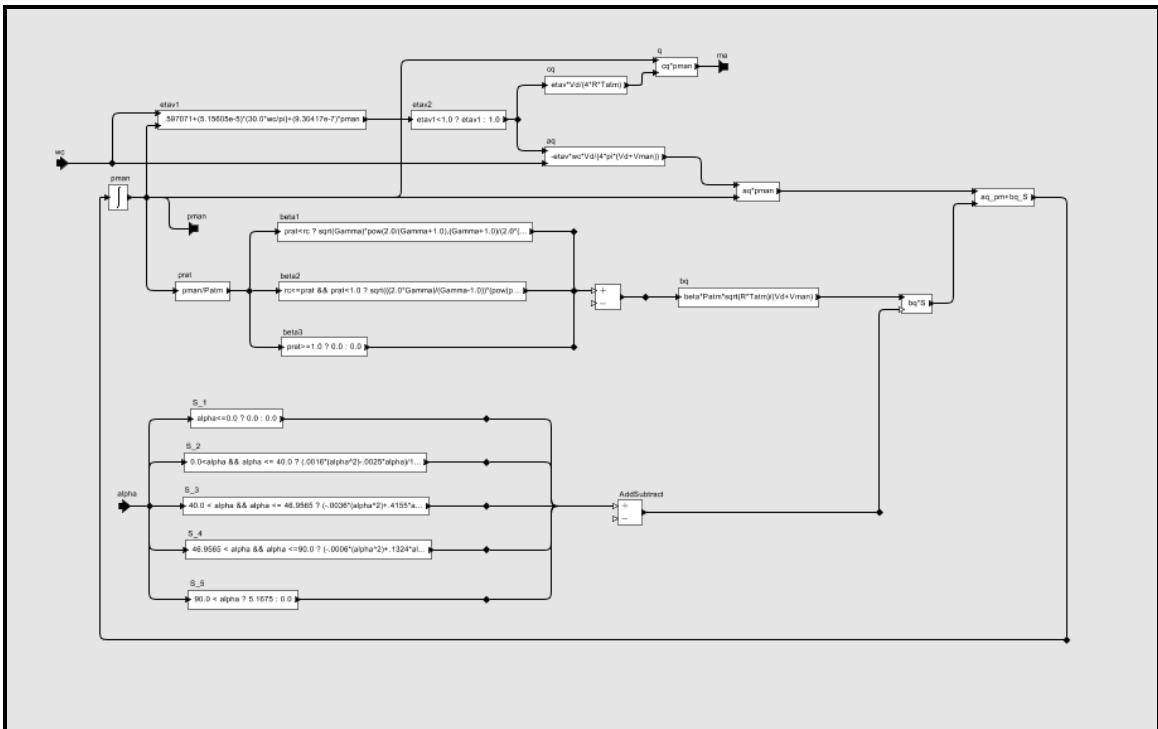 q
ma
cq*pman
cq
etav*Vd/(4*R*Tatm)
etav1
.597071+(5.15605e-5)*(30.0*wc/pi)+(9.30417e-7)*pman
etav2
etav1<1.0 ? etav1 : 1.0
aq
-etav*wc*Vd/(4*pi*(Vd+Vman))
wc
pman
∫
aq*pman
aq_pm+bq_S
pman
beta1
prat<rc ? sqrt(Gamma)*pow(2.0/(Gamma+1.0),(Gamma+1.0)/(2.0*(...
prat
pman/Patm
beta2
rc<=prat && prat<1.0 ? sqrt(((2.0*Gamma)/(Gamma-1.0))*(pow(p...
+
−
bq
beta*Patm*sqrt(R*Tatm)/(Vd+Vman)
bq*S
beta3
prat>=1.0 ? 0.0 : 0.0
S_1
alpha<=0.0 ? 0.0 : 0.0
S_2
0.0<alpha && alpha <= 40.0 ? (.0016*(alpha^2)-.0025*alpha)/1...
alpha
S_3
40.0 < alpha && alpha <= 46.9565 ? (-.0036*(alpha^2)+.4155*a...
AddSubtract
+
−
S_4
46.9565 < alpha && alpha <=90.0 ? (-.0006*(alpha^2)+.1324*al...
S_5
90.0 < alpha ? 5.1675 : 0.0